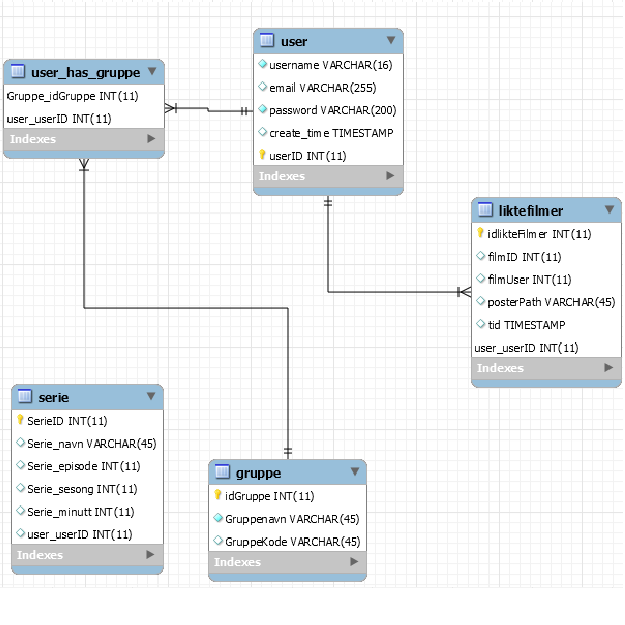 user_has_gruppe
Gruppe_idGruppe INT(11)
user_userID INT(11)
Indexes
user
username VARCHAR(16)
email VARCHAR(255)
password VARCHAR(200)
create_time TIMESTAMP
userID INT(11)
Indexes
liktefilmer
idlikteFilmer INT(11)
filmID INT(11)
filmUser INT(11)
posterPath VARCHAR(45)
tid TIMESTAMP
user_userID INT(11)
Indexes
serie
SerieID INT(11)
Serie_navn VARCHAR(45)
Serie_episode INT(11)
Serie_sesong INT(11)
Serie_minutt INT(11)
user_userID INT(11)
Indexes
gruppe
idGruppe INT(11)
Gruppenavn VARCHAR(45)
GruppeKode VARCHAR(45)
Indexes